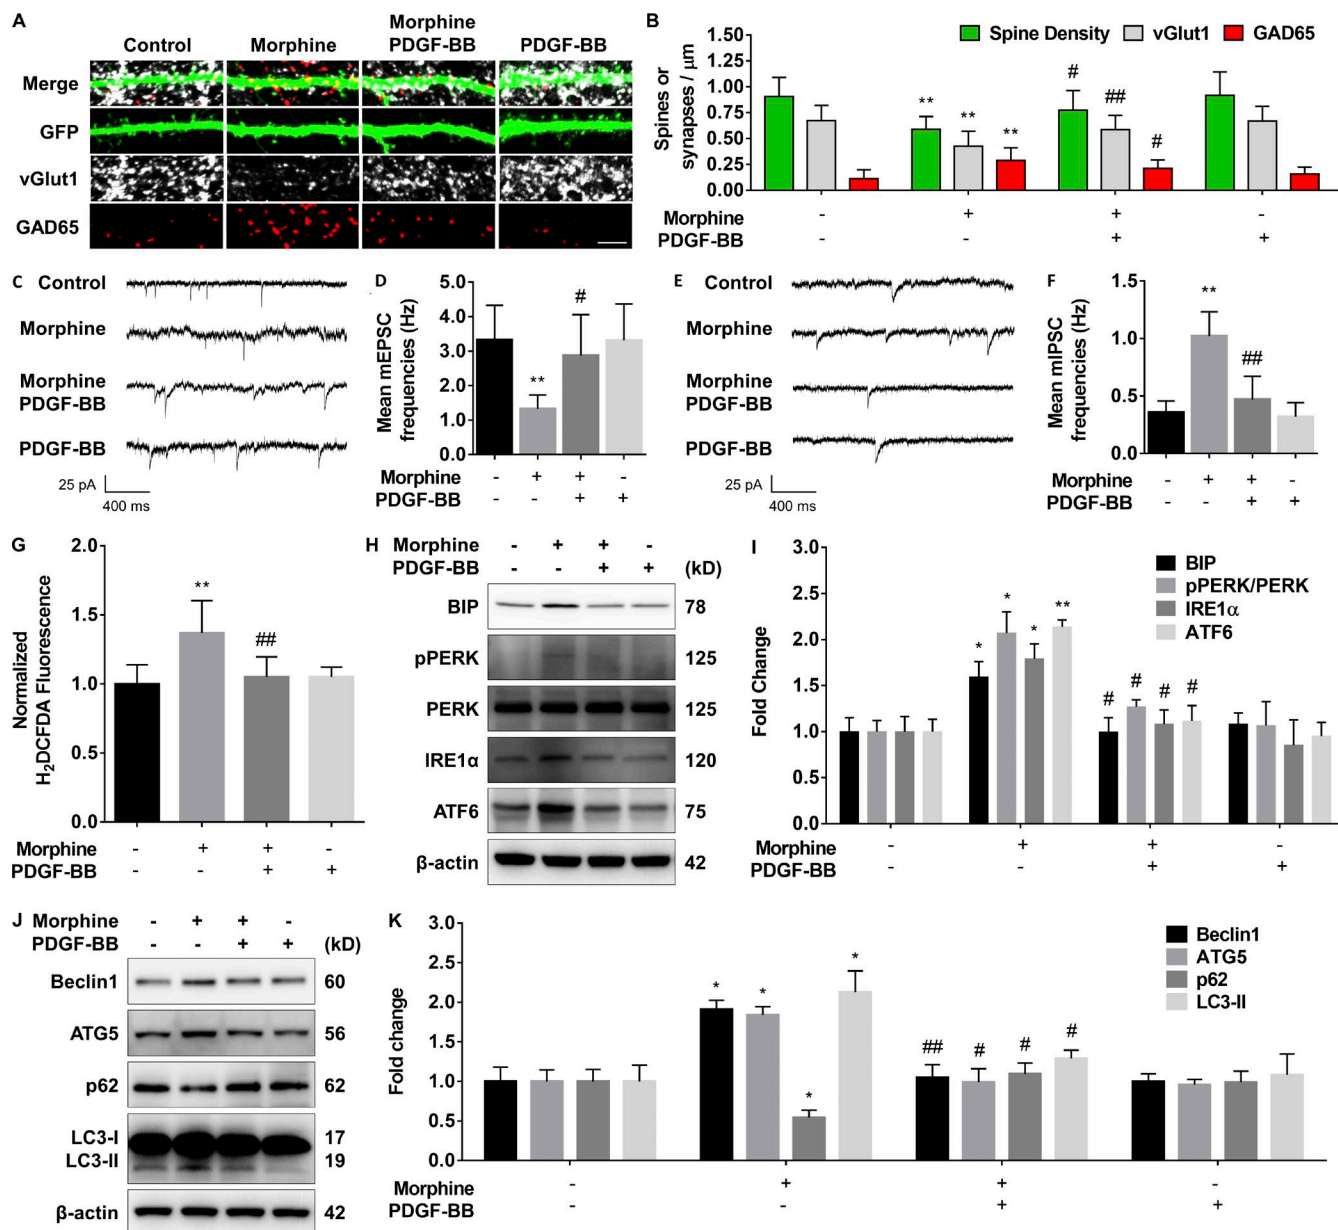 A
Control
Morphine
Morphine
PDGF-BB
PDGF-BB
Merge
GFP
vGlut1
GAD65
B
Spine Density
vGlut1
GAD65
Spines or
synapses / μm
1.50
1.25
1.00
0.75
0.50
0.25
0.00
** ** **
# ## #
Morphine - + + -
PDGF-BB - - + +
C
Control
Morphine
Morphine
PDGF-BB
PDGF-BB
25 pA
400 ms
D
Mean mEPSC
frequencies (Hz)
5.0
4.0
3.0
2.0
1.0
0.0
**
#
Morphine - + + -
PDGF-BB - - + +
E
Control
Morphine
Morphine
PDGF-BB
PDGF-BB
25 pA
400 ms
F
Mean mIPSC
frequencies (Hz)
1.5
1.0
0.5
0.0
**
##
Morphine - + + -
PDGF-BB - - + +
G
Normalized
H₂DCFDA Fluorescence
2.0
1.5
1.0
0.5
0.0
**
##
Morphine - + + -
PDGF-BB - - + +
H
Morphine - + + -
PDGF-BB - - + + (kD)
BIP 78
pPERK 125
PERK 125
IRE1α 120
ATF6 75
β-actin 42
I
Fold Change
3.0
2.5
2.0
1.5
1.0
0.5
0.0
BIP
pPERK/PERK
IRE1α
ATF6
* * * **
# # # #
Morphine - + + -
PDGF-BB - - + +
J
Morphine - + + -
PDGF-BB - - + + (kD)
Beclin1 60
ATG5 56
p62 62
LC3-I 17
LC3-II 19
β-actin 42
K
Fold change
3.0
2.5
2.0
1.5
1.0
0.5
0.0
Beclin1
ATG5
p62
LC3-II
* * * *
## # # #
Morphine - + + -
PDGF-BB - - + +